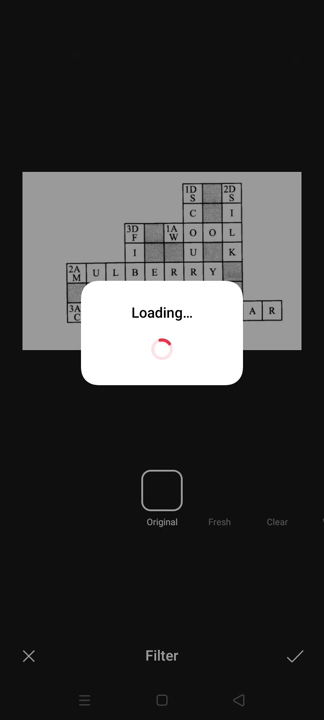 1D 2D
S S
C I
3D 1A
F W O O L
I U K
2A
M U L B E R R Y
3A
A R
Loading...
Original Fresh Clear
Filter